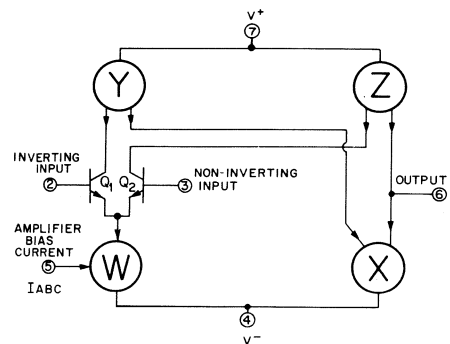 V+
7
Y
Z
INVERTING
INPUT
2
Q1
Q2
3
NON-INVERTING
INPUT
OUTPUT
6
AMPLIFIER
BIAS
CURRENT
5
IABC
W
X
4
V-